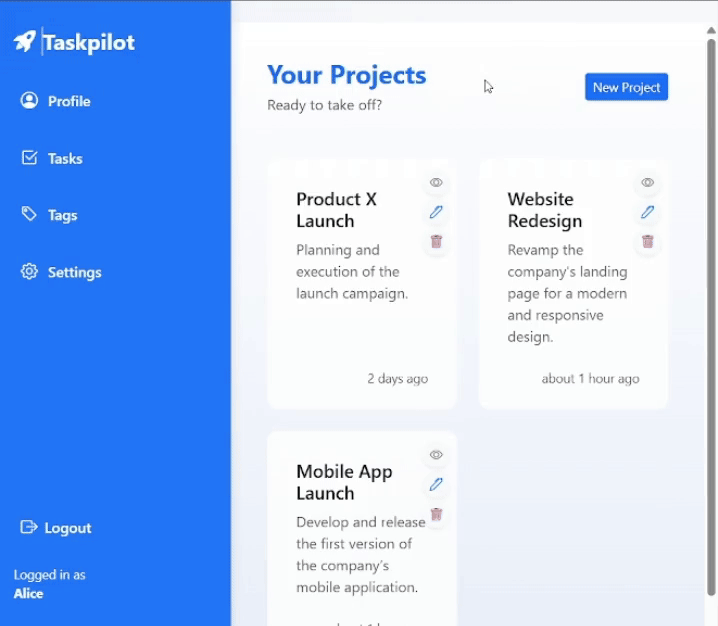 Taskpilot
Profile
Tasks
Tags
Settings
Logout
Logged in as
Alice
Your Projects
Ready to take off?
New Project
Product X
Launch
Planning and
execution of the
launch campaign.
2 days ago
Website
Redesign
Revamp the
company's landing
page for a modern
and responsive
design.
about 1 hour ago
Mobile App
Launch
Develop and release
the first version of
the company's
mobile application.